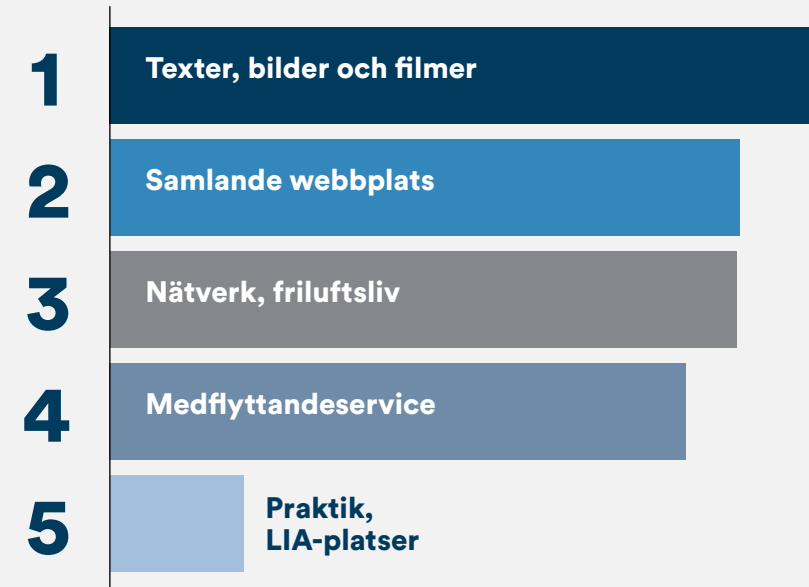 1
Texter, bilder och filmer
2
Samlande webbplats
3
Nätverk, friluftsliv
4
Medflyttandeservice
5
Praktik,
LIA-platser